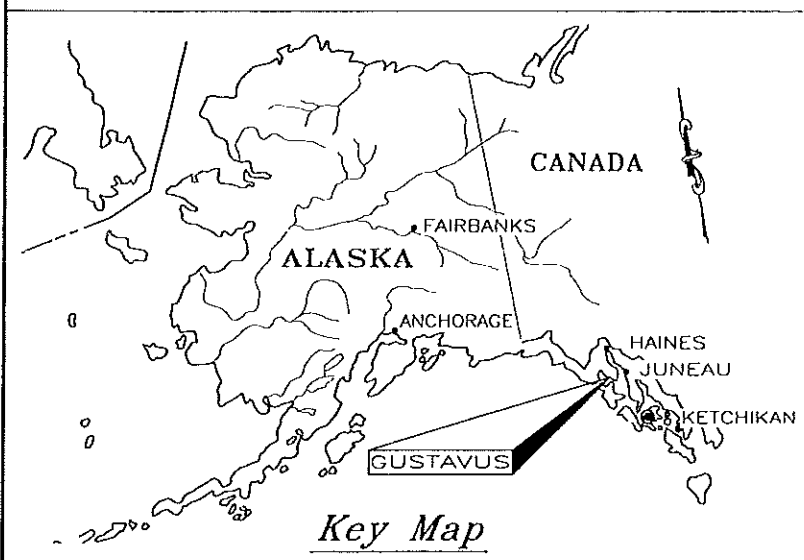 CANADA
FAIRBANKS
ALASKA
ANCHORAGE
HAINES
JUNEAU
KETCHIKAN
GUSTAVUS
Key Map